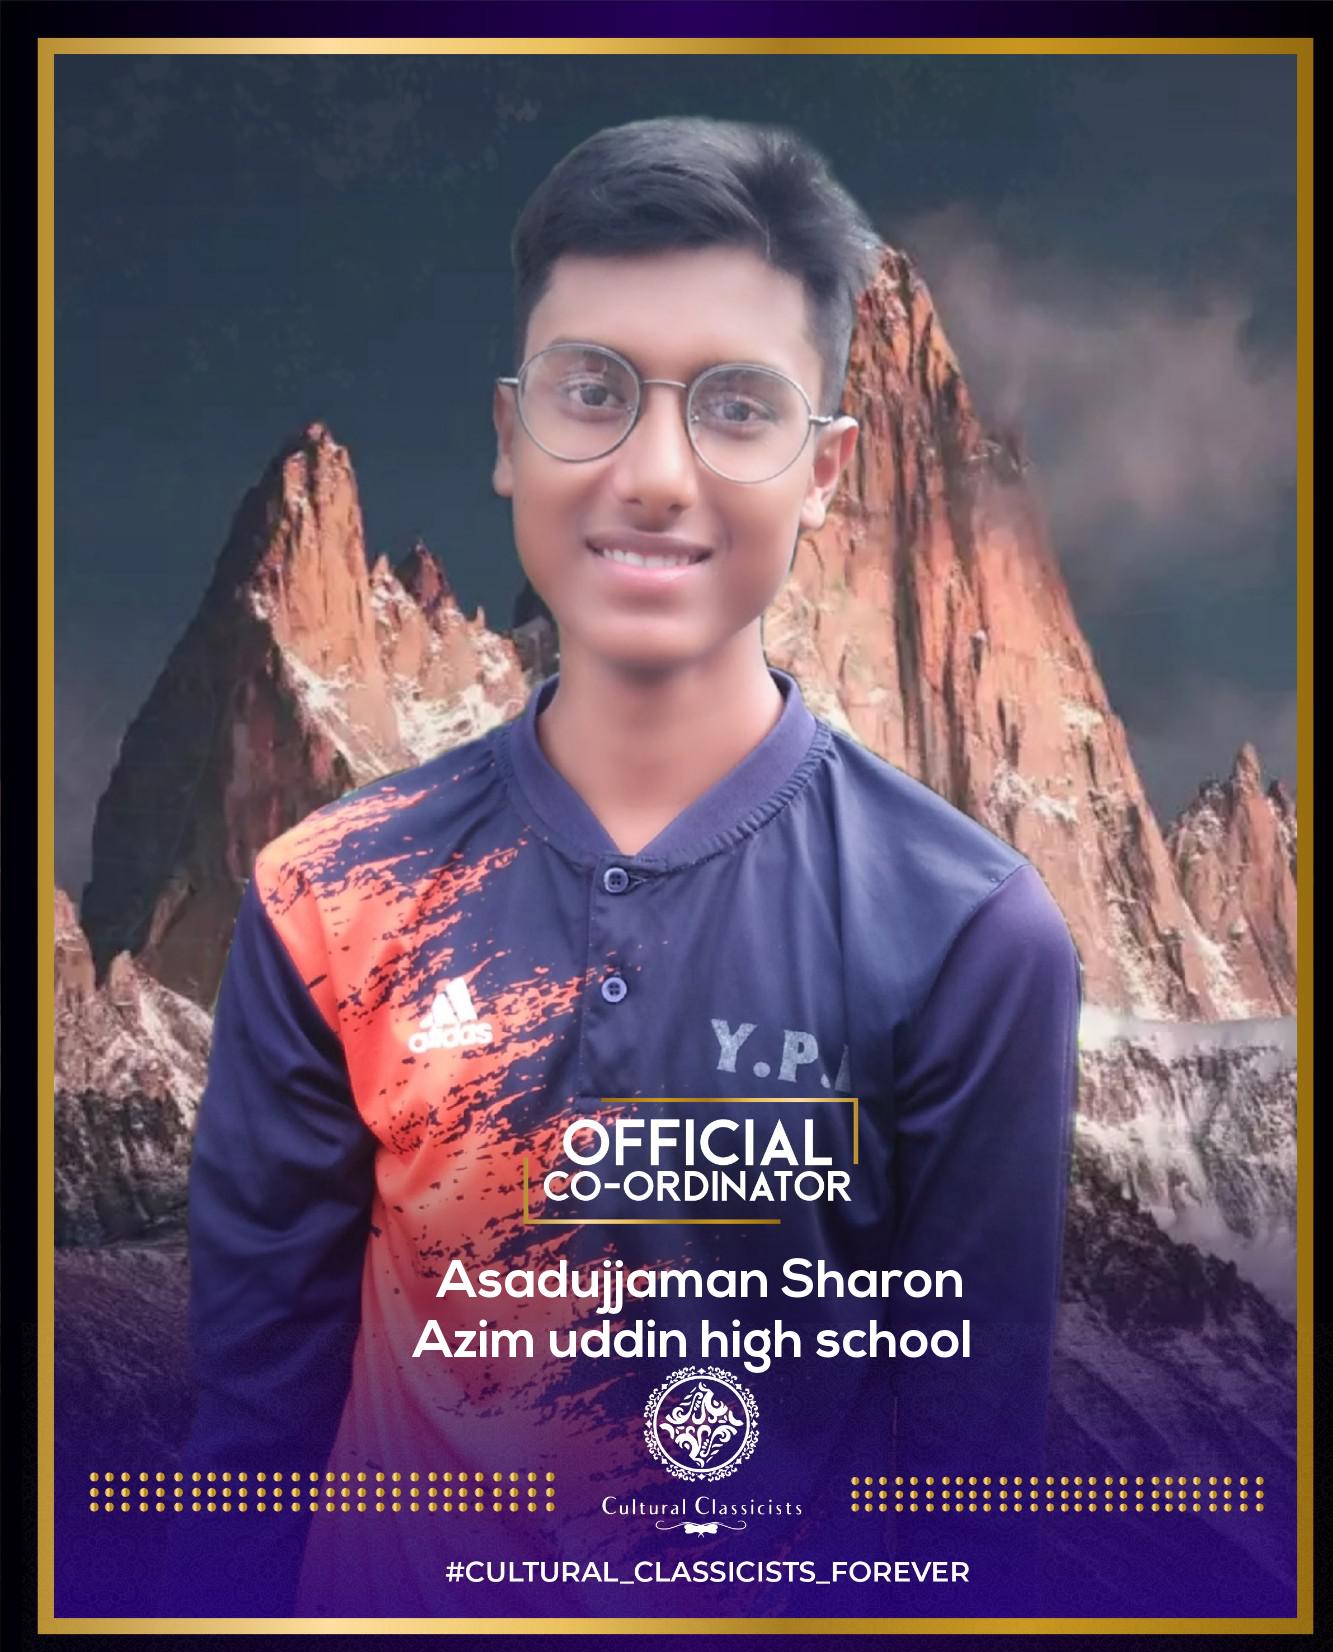 adidas
Y.P.
OFFICIAL
CO-ORDINATOR
Asadujjaman Sharon
Azim uddin high school
Cultural Classicists
#CULTURAL_CLASSICISTS_FOREVER